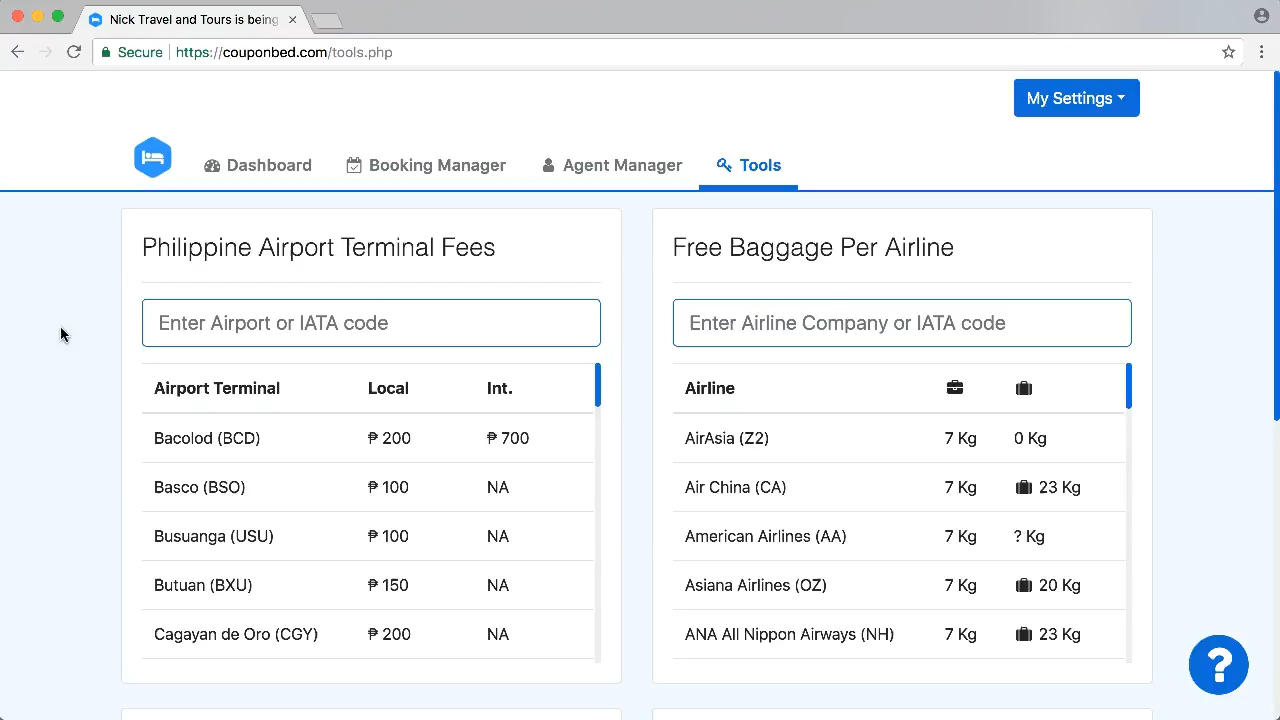 Nick Travel and Tours is being
Secure https://couponbed.com/tools.php
My Settings
Dashboard Booking Manager Agent Manager Tools
Philippine Airport Terminal Fees
Enter Airport or IATA code
Airport Terminal Local Int.
Bacolod (BCD) ₱ 200 ₱ 700
Basco (BSO) ₱ 100 NA
Busuanga (USU) ₱ 100 NA
Butuan (BXU) ₱ 150 NA
Cagayan de Oro (CGY) ₱ 200 NA
Free Baggage Per Airline
Enter Airline Company or IATA code
Airline
AirAsia (Z2) 7 Kg 0 Kg
Air China (CA) 7 Kg 23 Kg
American Airlines (AA) 7 Kg ? Kg
Asiana Airlines (OZ) 7 Kg 20 Kg
ANA All Nippon Airways (NH) 7 Kg 23 Kg
?